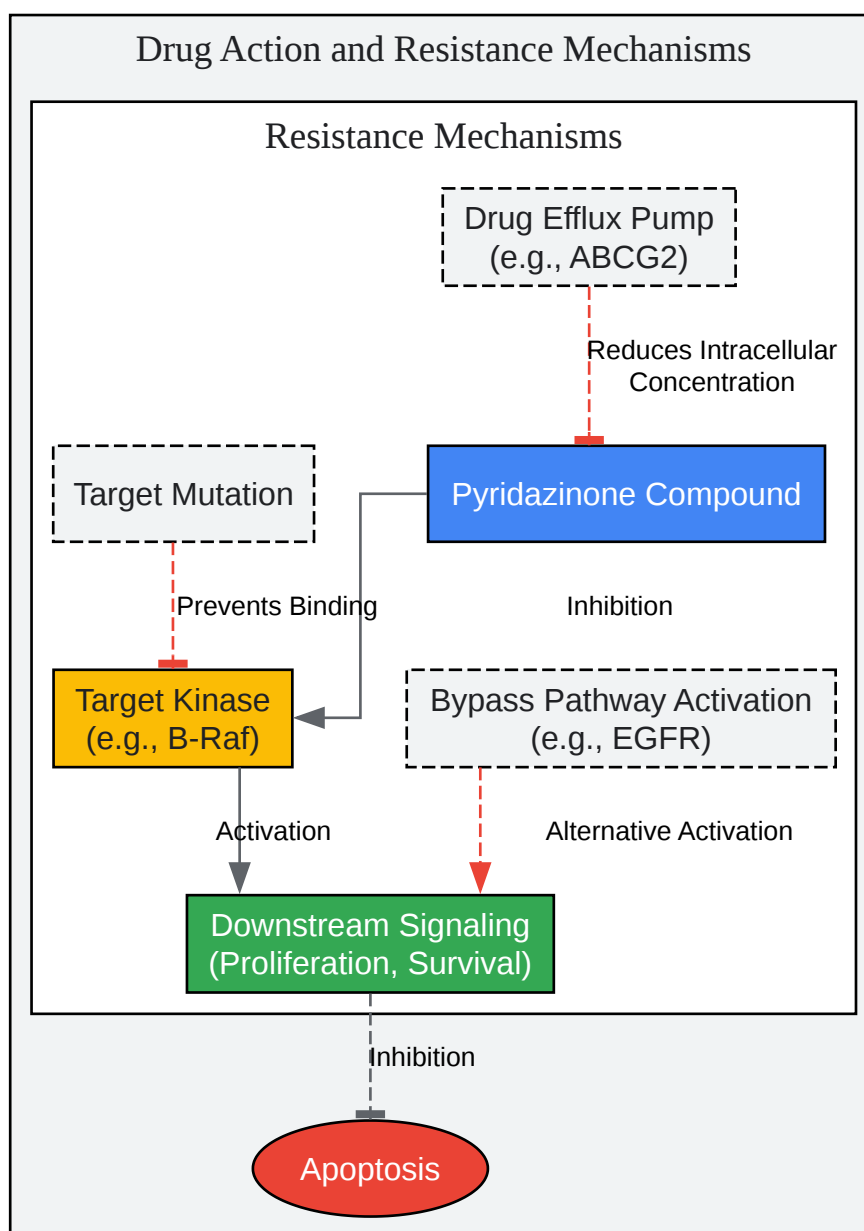 Drug Action and Resistance Mechanisms
Resistance Mechanisms
Drug Efflux Pump
(e.g., ABCG2)
Reduces Intracellular
Concentration
Target Mutation
Pyridazinone Compound
Prevents Binding
Inhibition
Target Kinase
(e.g., B-Raf)
Bypass Pathway Activation
(e.g., EGFR)
Activation
Alternative Activation
Downstream Signaling
(Proliferation, Survival)
Inhibition
Apoptosis